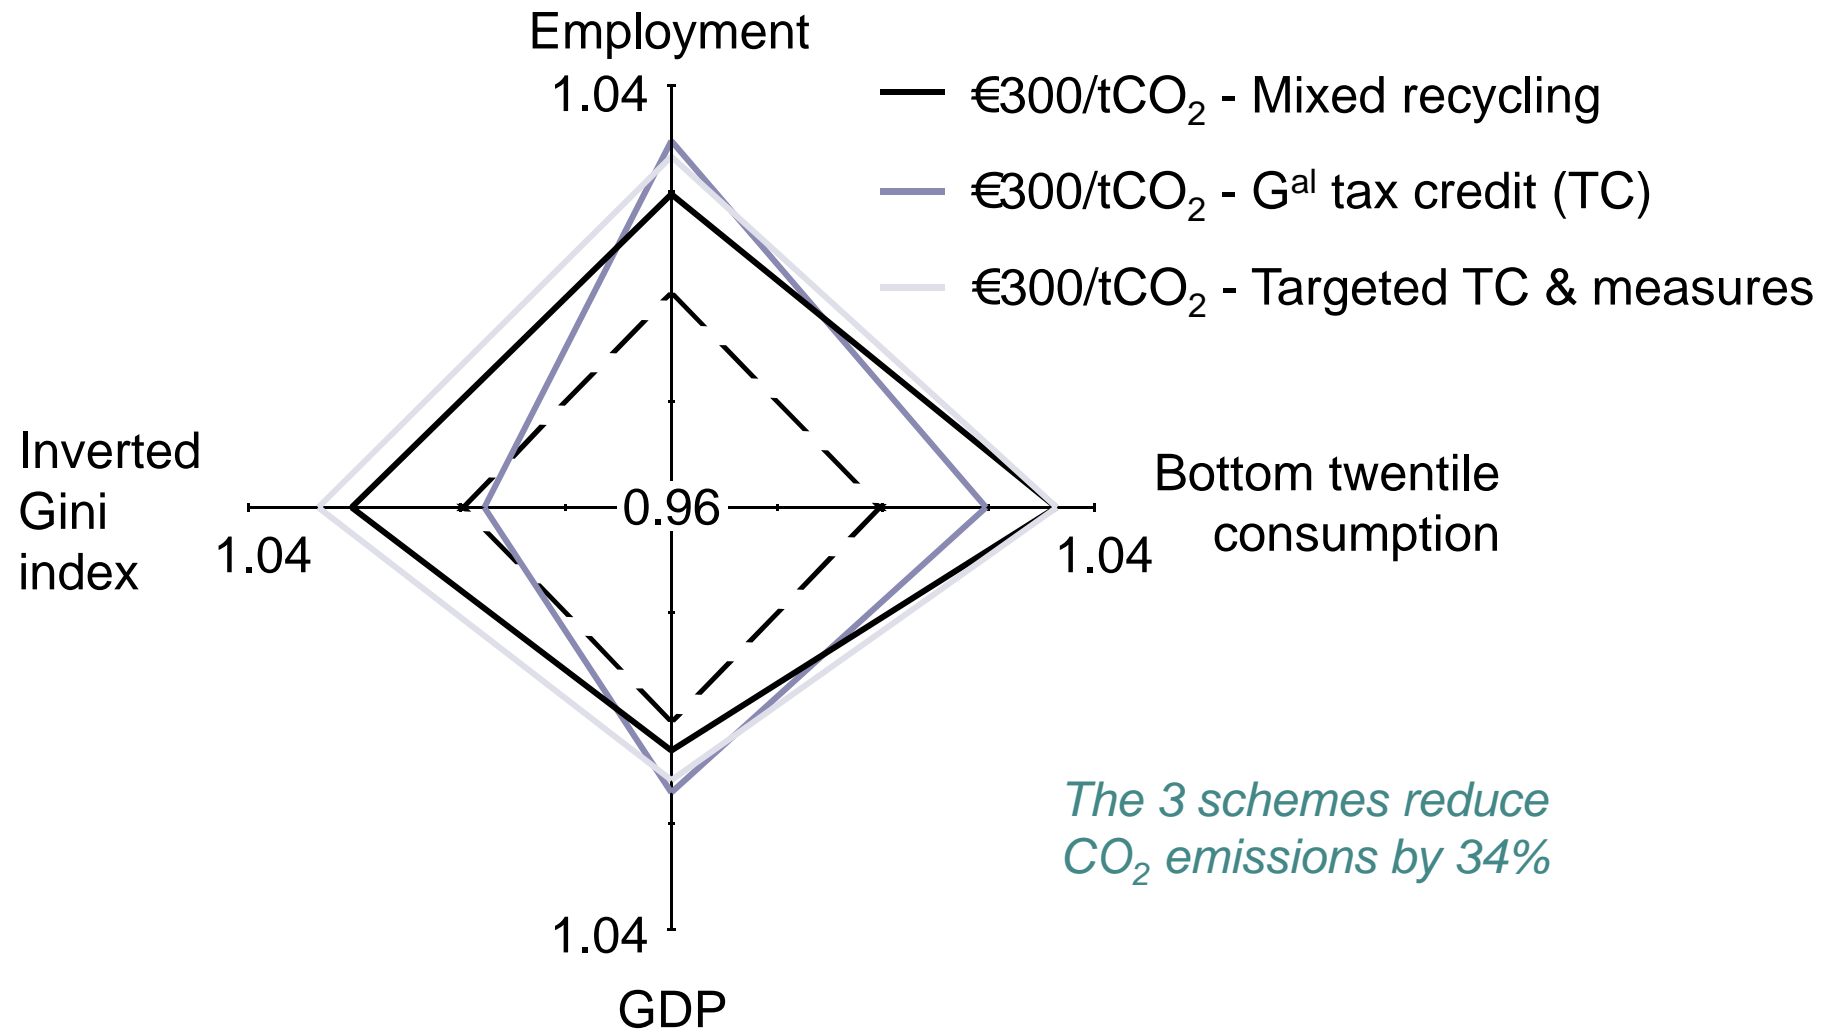 Employment
1.04
€300/tCO₂ - Mixed recycling
€300/tCO₂ - Gᵃˡ tax credit (TC)
€300/tCO₂ - Targeted TC & measures
Inverted
Gini
index
1.04
0.96
Bottom twentile
consumption
1.04
The 3 schemes reduce
CO₂ emissions by 34%
1.04
GDP